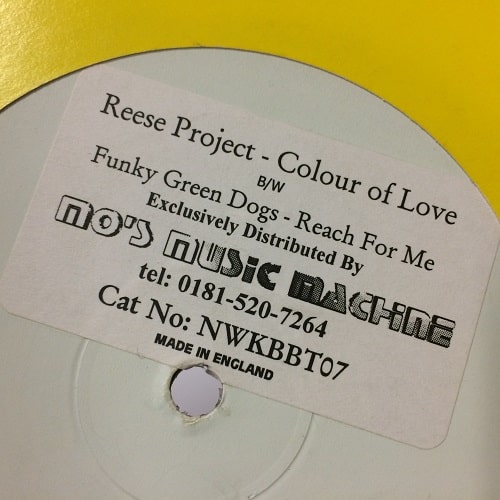 Reese Project - Colour of Love
B/W
Funky Green Dogs - Reach For Me
Exclusively Distributed By
MO'S MUSIC MACHINE
tel: 0181-520-7264
Cat No: NWKBBT07
MADE IN ENGLAND